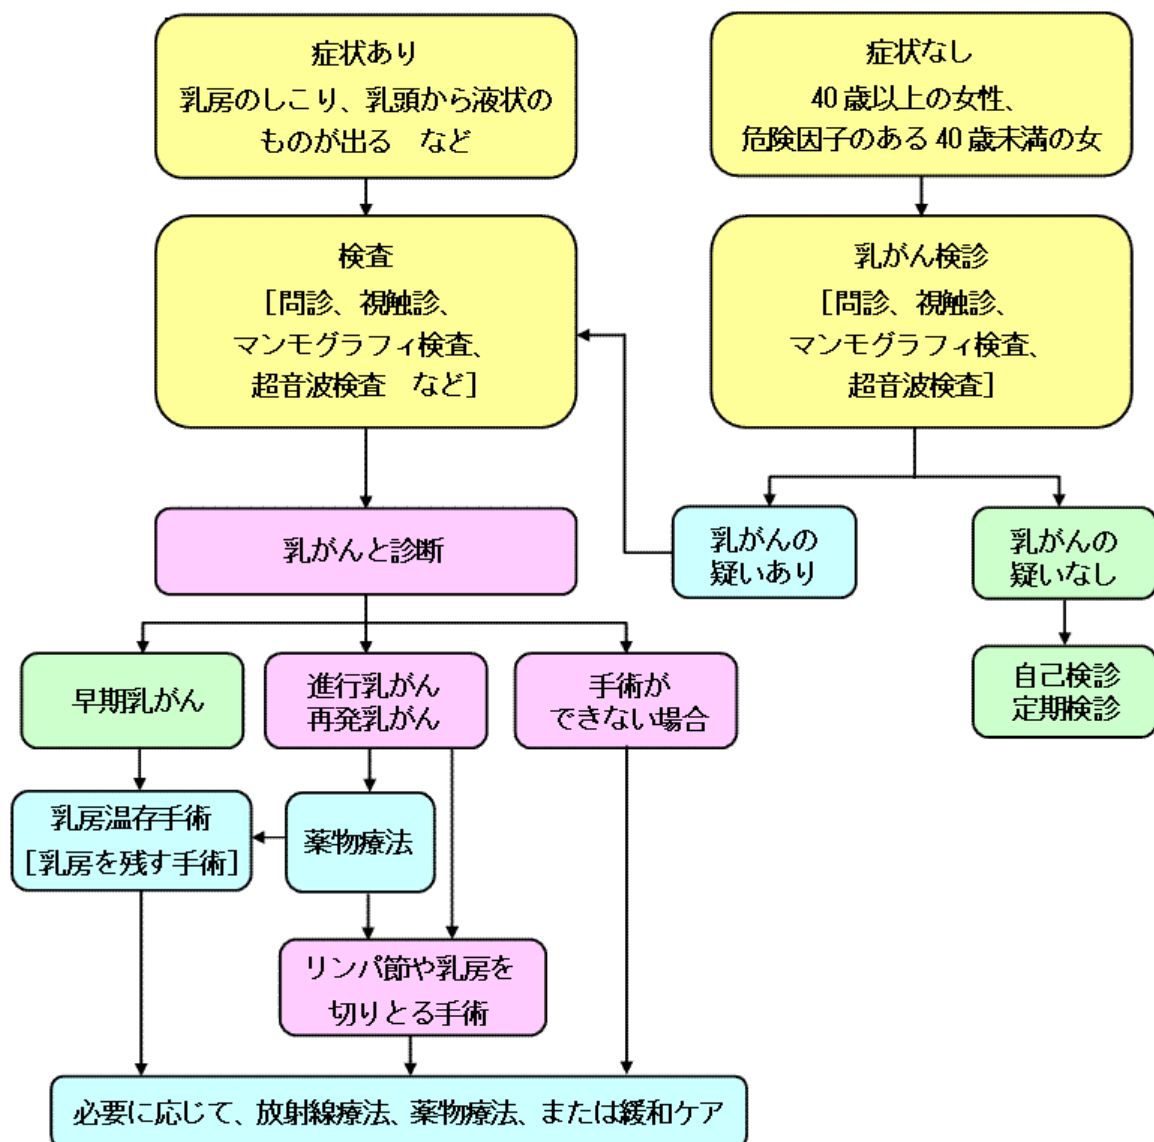 症状あり
乳房のしこり、乳頭から液状の
ものが出る　など
症状なし
40歳以上の女性、
危険因子のある40歳未満の女
検査
［問診、視触診、
マンモグラフィ検査、
超音波検査　など］
乳がん検診
［問診、視触診、
マンモグラフィ検査、
超音波検査］
乳がんと診断
乳がんの
疑いあり
乳がんの
疑いなし
早期乳がん
進行乳がん
再発乳がん
手術が
できない場合
自己検診
定期検診
乳房温存手術
［乳房を残す手術］
薬物療法
リンパ節や乳房を
切りとる手術
必要に応じて、放射線療法、薬物療法、または緩和ケア